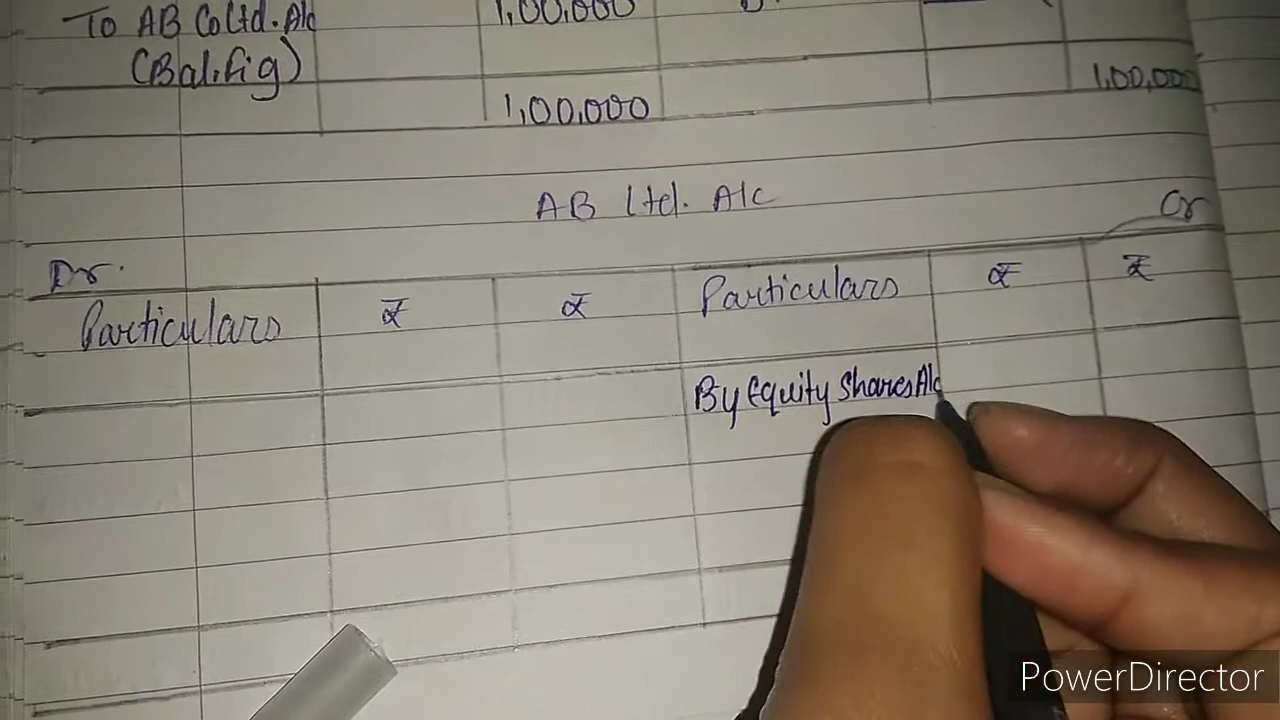 To AB Co Ltd. A/c 1,00,000
(Bal.fig)
1,00,000 1,00,000
AB Ltd. A/c
Dr. Cr
Particulars ₹ ₹ Particulars ₹ ₹
By Equity Shares A/c
PowerDirector